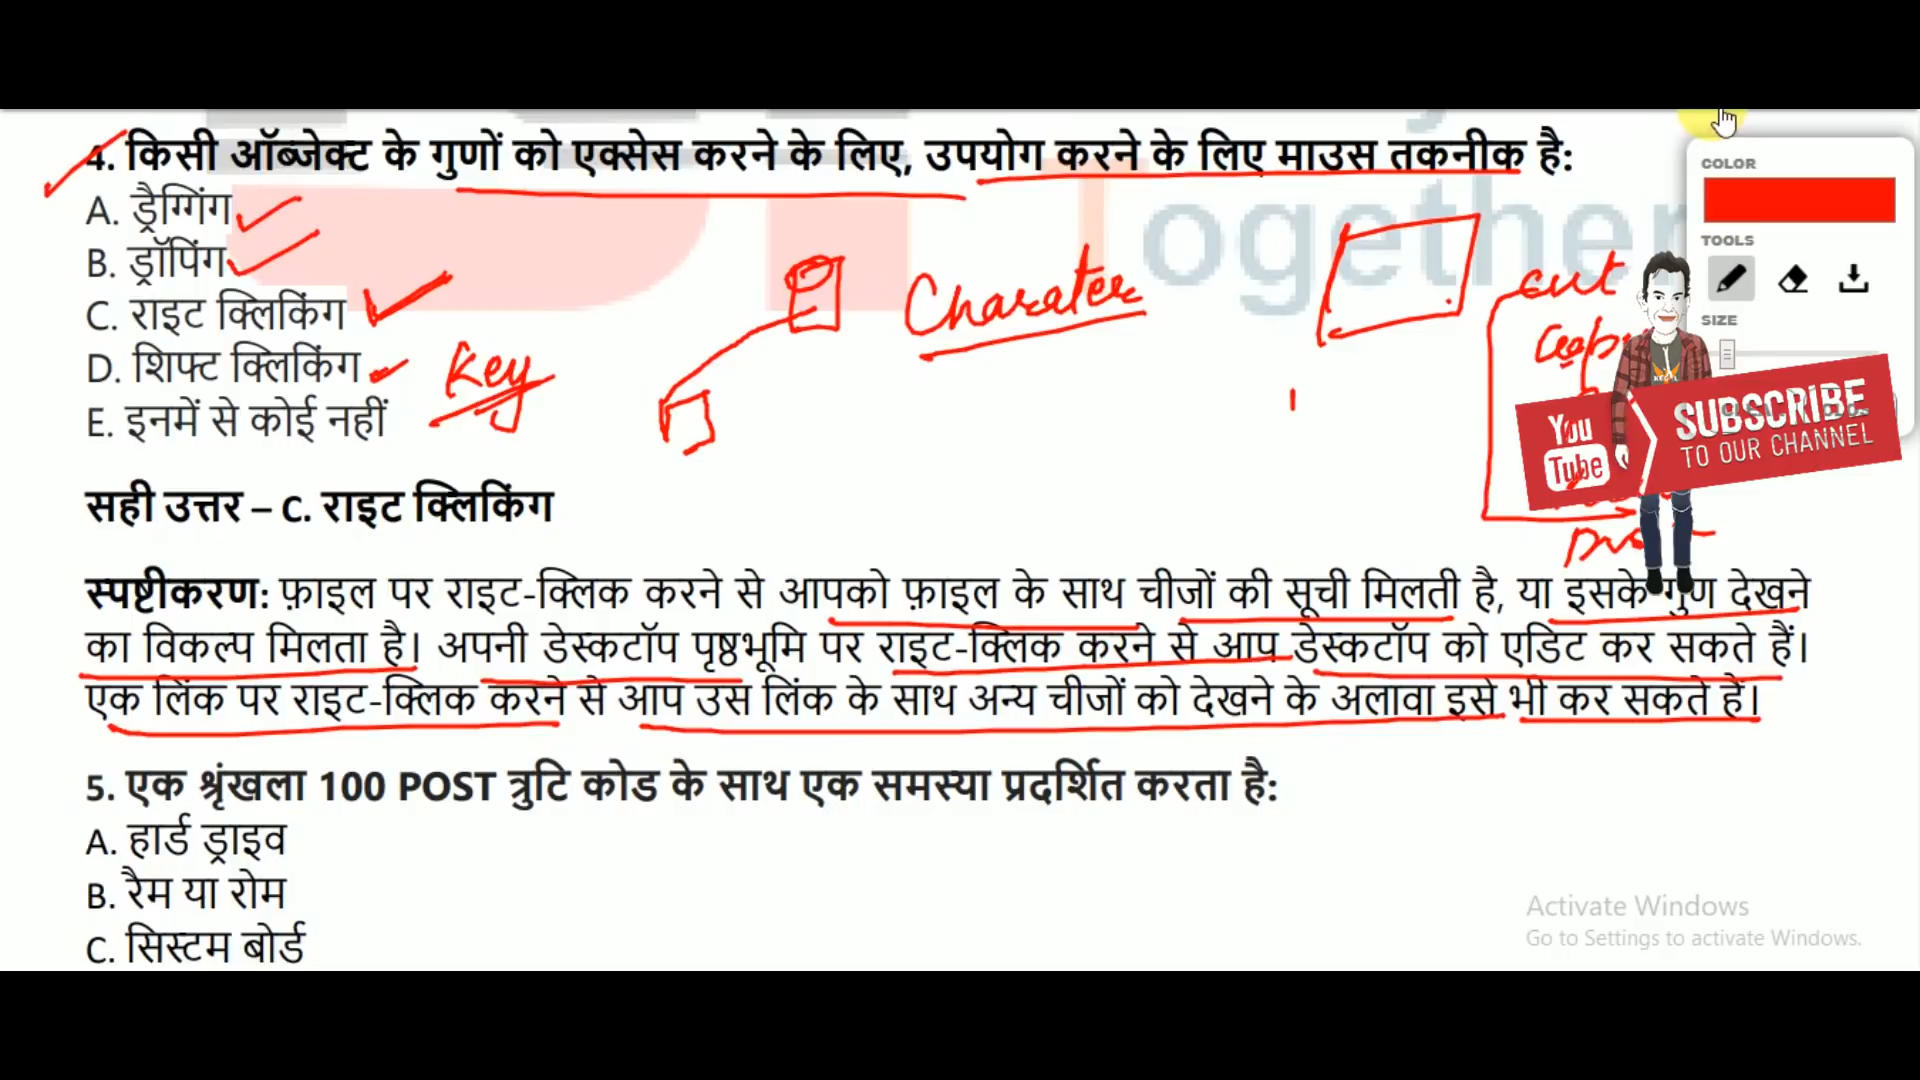 4. किसी ऑब्जेक्ट के गुणों को एक्सेस करने के लिए, उपयोग करने के लिए माउस तकनीक है:
A. ड्रैगिंग
B. ड्रॉपिंग
C. राइट क्लिकिंग
D. शिफ्ट क्लिकिंग
E. इनमें से कोई नहीं
Key
Charater
ogether
cut
COLOR
TOOLS
SIZE
You Tube
SUBSCRIBE
TO OUR CHANNEL
सही उत्तर – C. राइट क्लिकिंग
स्पष्टीकरण: फ़ाइल पर राइट-क्लिक करने से आपको फ़ाइल के साथ चीजों की सूची मिलती है, या इसके गुण देखने
का विकल्प मिलता है। अपनी डेस्कटॉप पृष्ठभूमि पर राइट-क्लिक करने से आप डेस्कटॉप को एडिट कर सकते हैं।
एक लिंक पर राइट-क्लिक करने से आप उस लिंक के साथ अन्य चीजों को देखने के अलावा इसे भी कर सकते हैं।
5. एक श्रृंखला 100 POST त्रुटि कोड के साथ एक समस्या प्रदर्शित करता है:
A. हार्ड ड्राइव
B. रैम या रोम
C. सिस्टम बोर्ड
Activate Windows
Go to Settings to activate Windows.